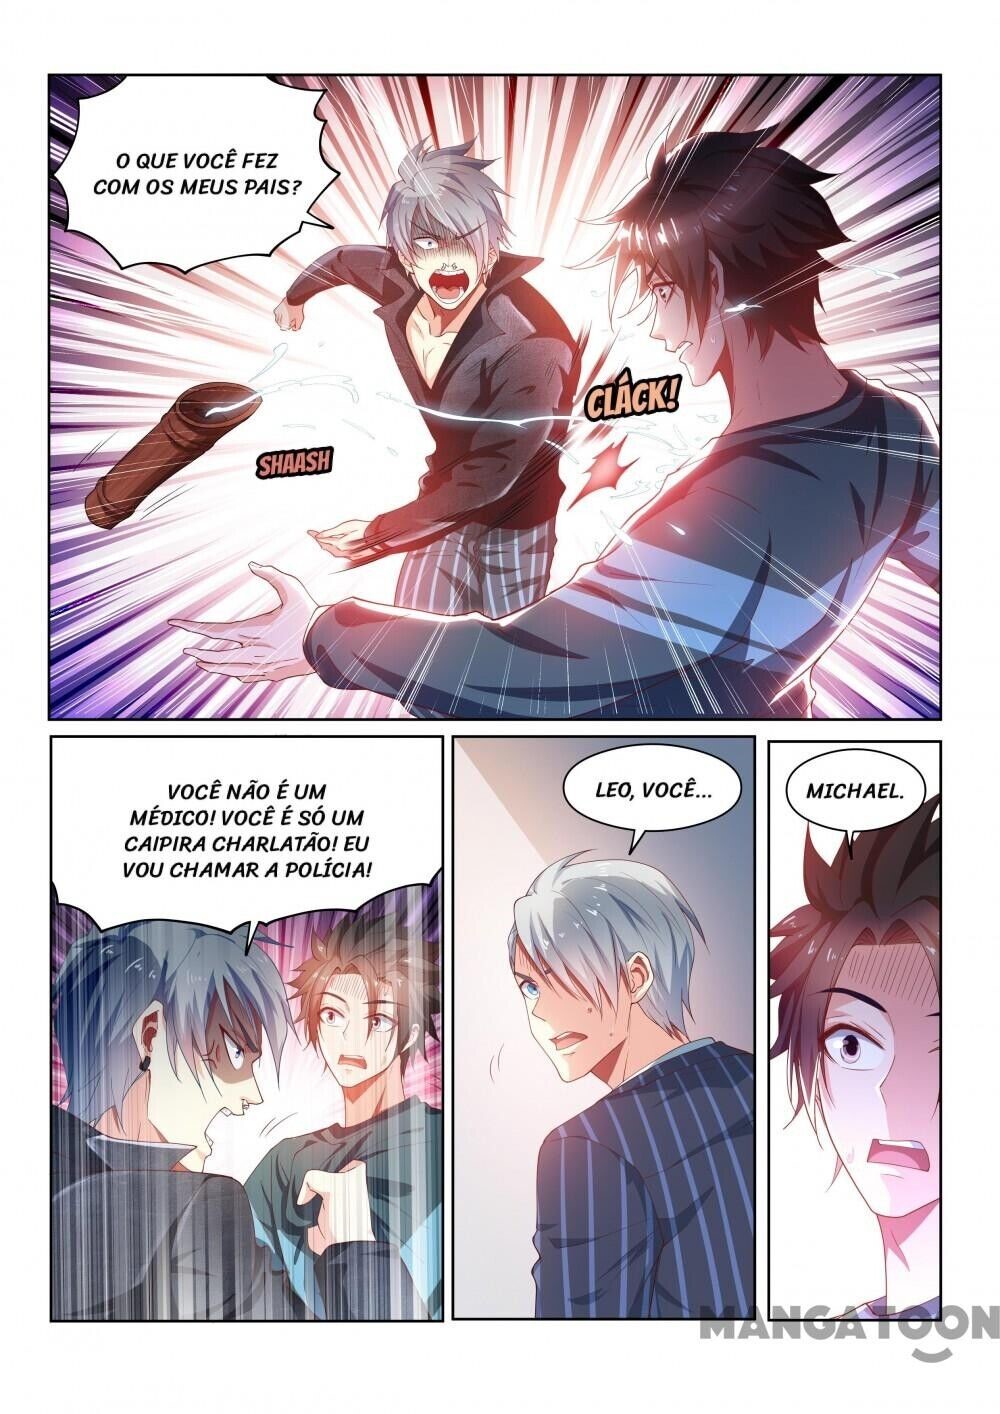 O QUE VOCÊ FEZ
COM OS MEUS PAIS?
CLÁCK!
SHAASH
VOCÊ NÃO É UM
MÉDICO! VOCÊ É SÓ UM
CAIPIRA CHARLATÃO! EU
VOU CHAMAR A POLÍCIA!
LEO, VOCÊ...
MICHAEL.
MANGATOON